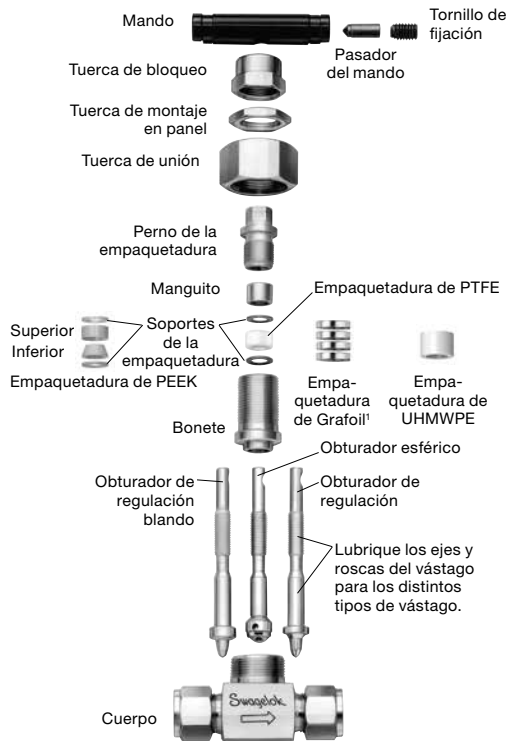 Mando
Tornillo de
fijación
Pasador
del mando
Tuerca de bloqueo
Tuerca de montaje
en panel
Tuerca de unión
Perno de la
empaquetadura
Manguito
Empaquetadura de PTFE
Superior
Inferior
Soportes
de la
empaquetadura
Empaquetadura de PEEK
Empa-
quetadura
de Grafoil¹
Empa-
quetadura de
UHMWPE
Bonete
Obturador esférico
Obturador de
regulación
blando
Obturador de
regulación
Lubrique los ejes y
roscas del vástago
para los distintos
tipos de vástago.
Swagelok
Cuerpo